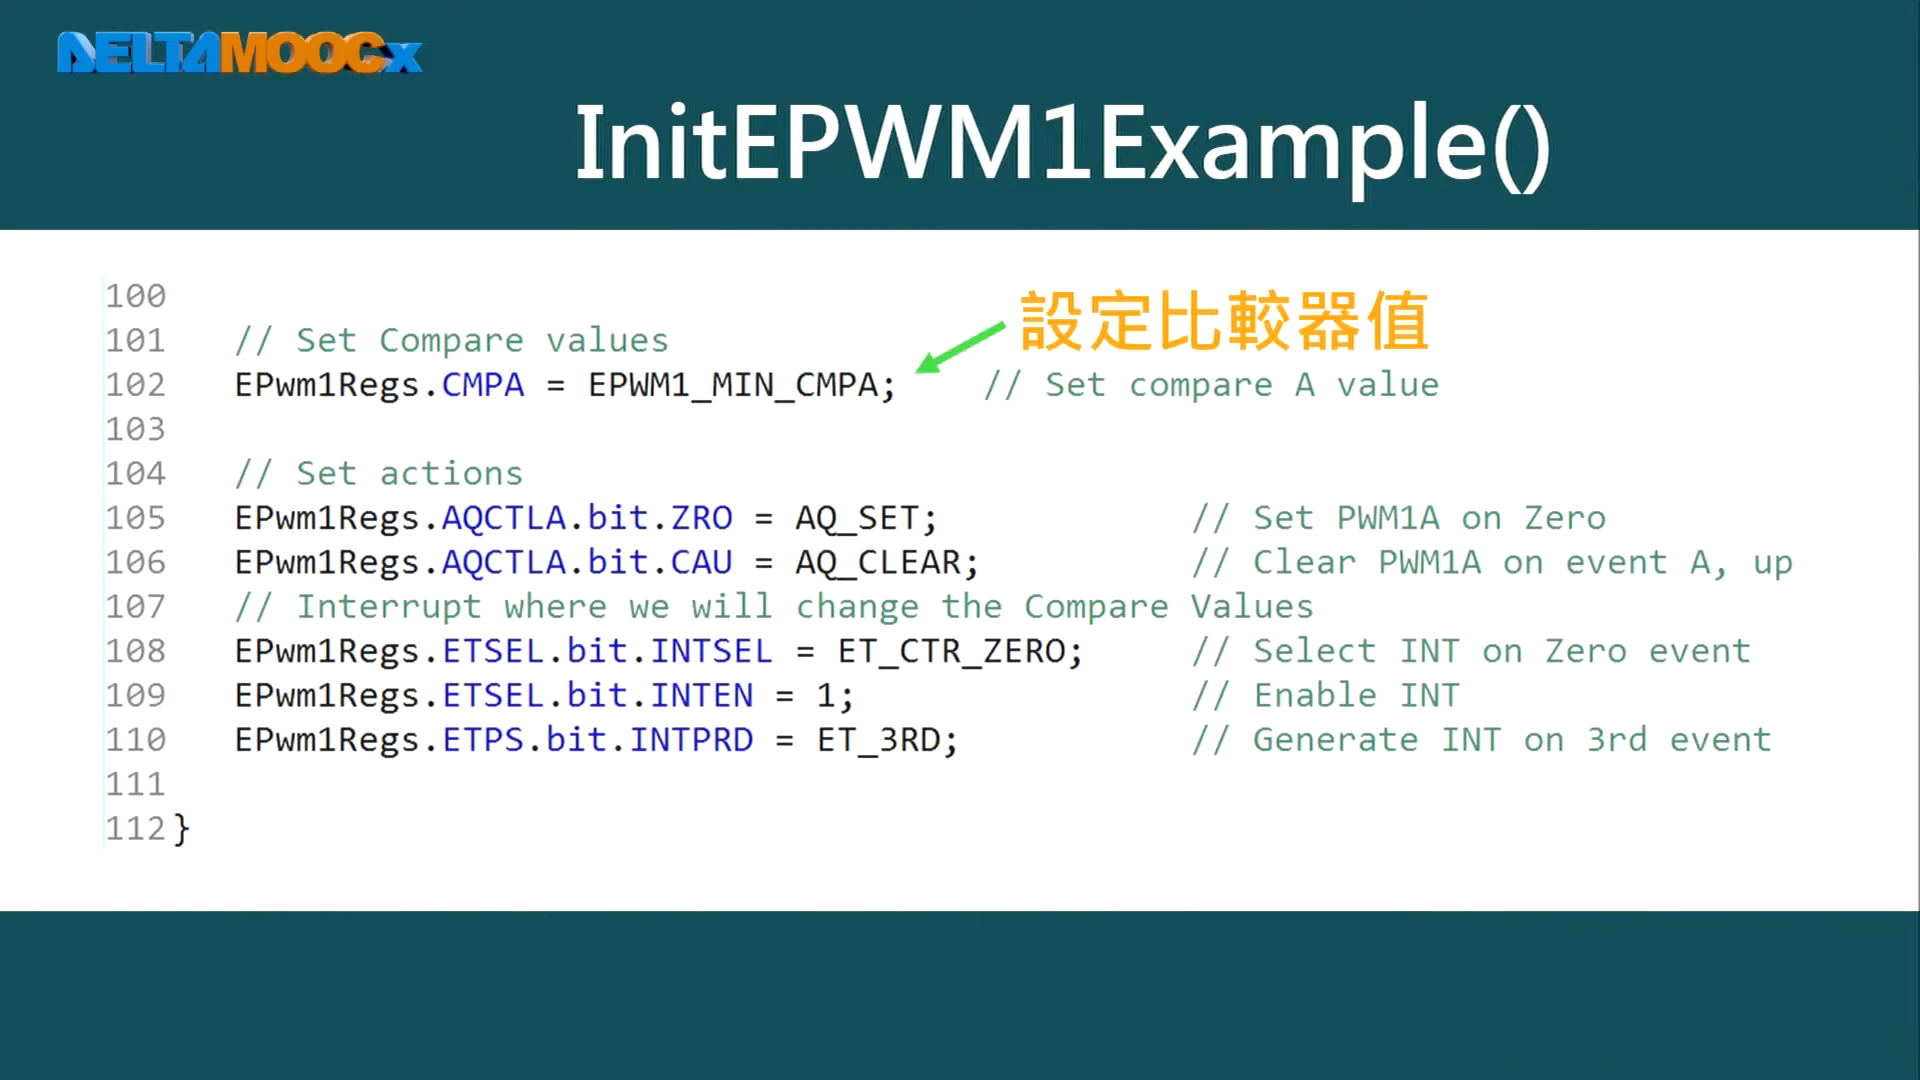 DELTAMOOCx
InitEPWM1Example()
設定比較器值
100
101 // Set Compare values
102 EPwm1Regs.CMPA = EPWM1_MIN_CMPA; // Set compare A value
103
104 // Set actions
105 EPwm1Regs.AQCTLA.bit.ZRO = AQ_SET; // Set PWM1A on Zero
106 EPwm1Regs.AQCTLA.bit.CAU = AQ_CLEAR; // Clear PWM1A on event A, up
107 // Interrupt where we will change the Compare Values
108 EPwm1Regs.ETSEL.bit.INTSEL = ET_CTR_ZERO; // Select INT on Zero event
109 EPwm1Regs.ETSEL.bit.INTEN = 1; // Enable INT
110 EPwm1Regs.ETPS.bit.INTPRD = ET_3RD; // Generate INT on 3rd event
111
112 }